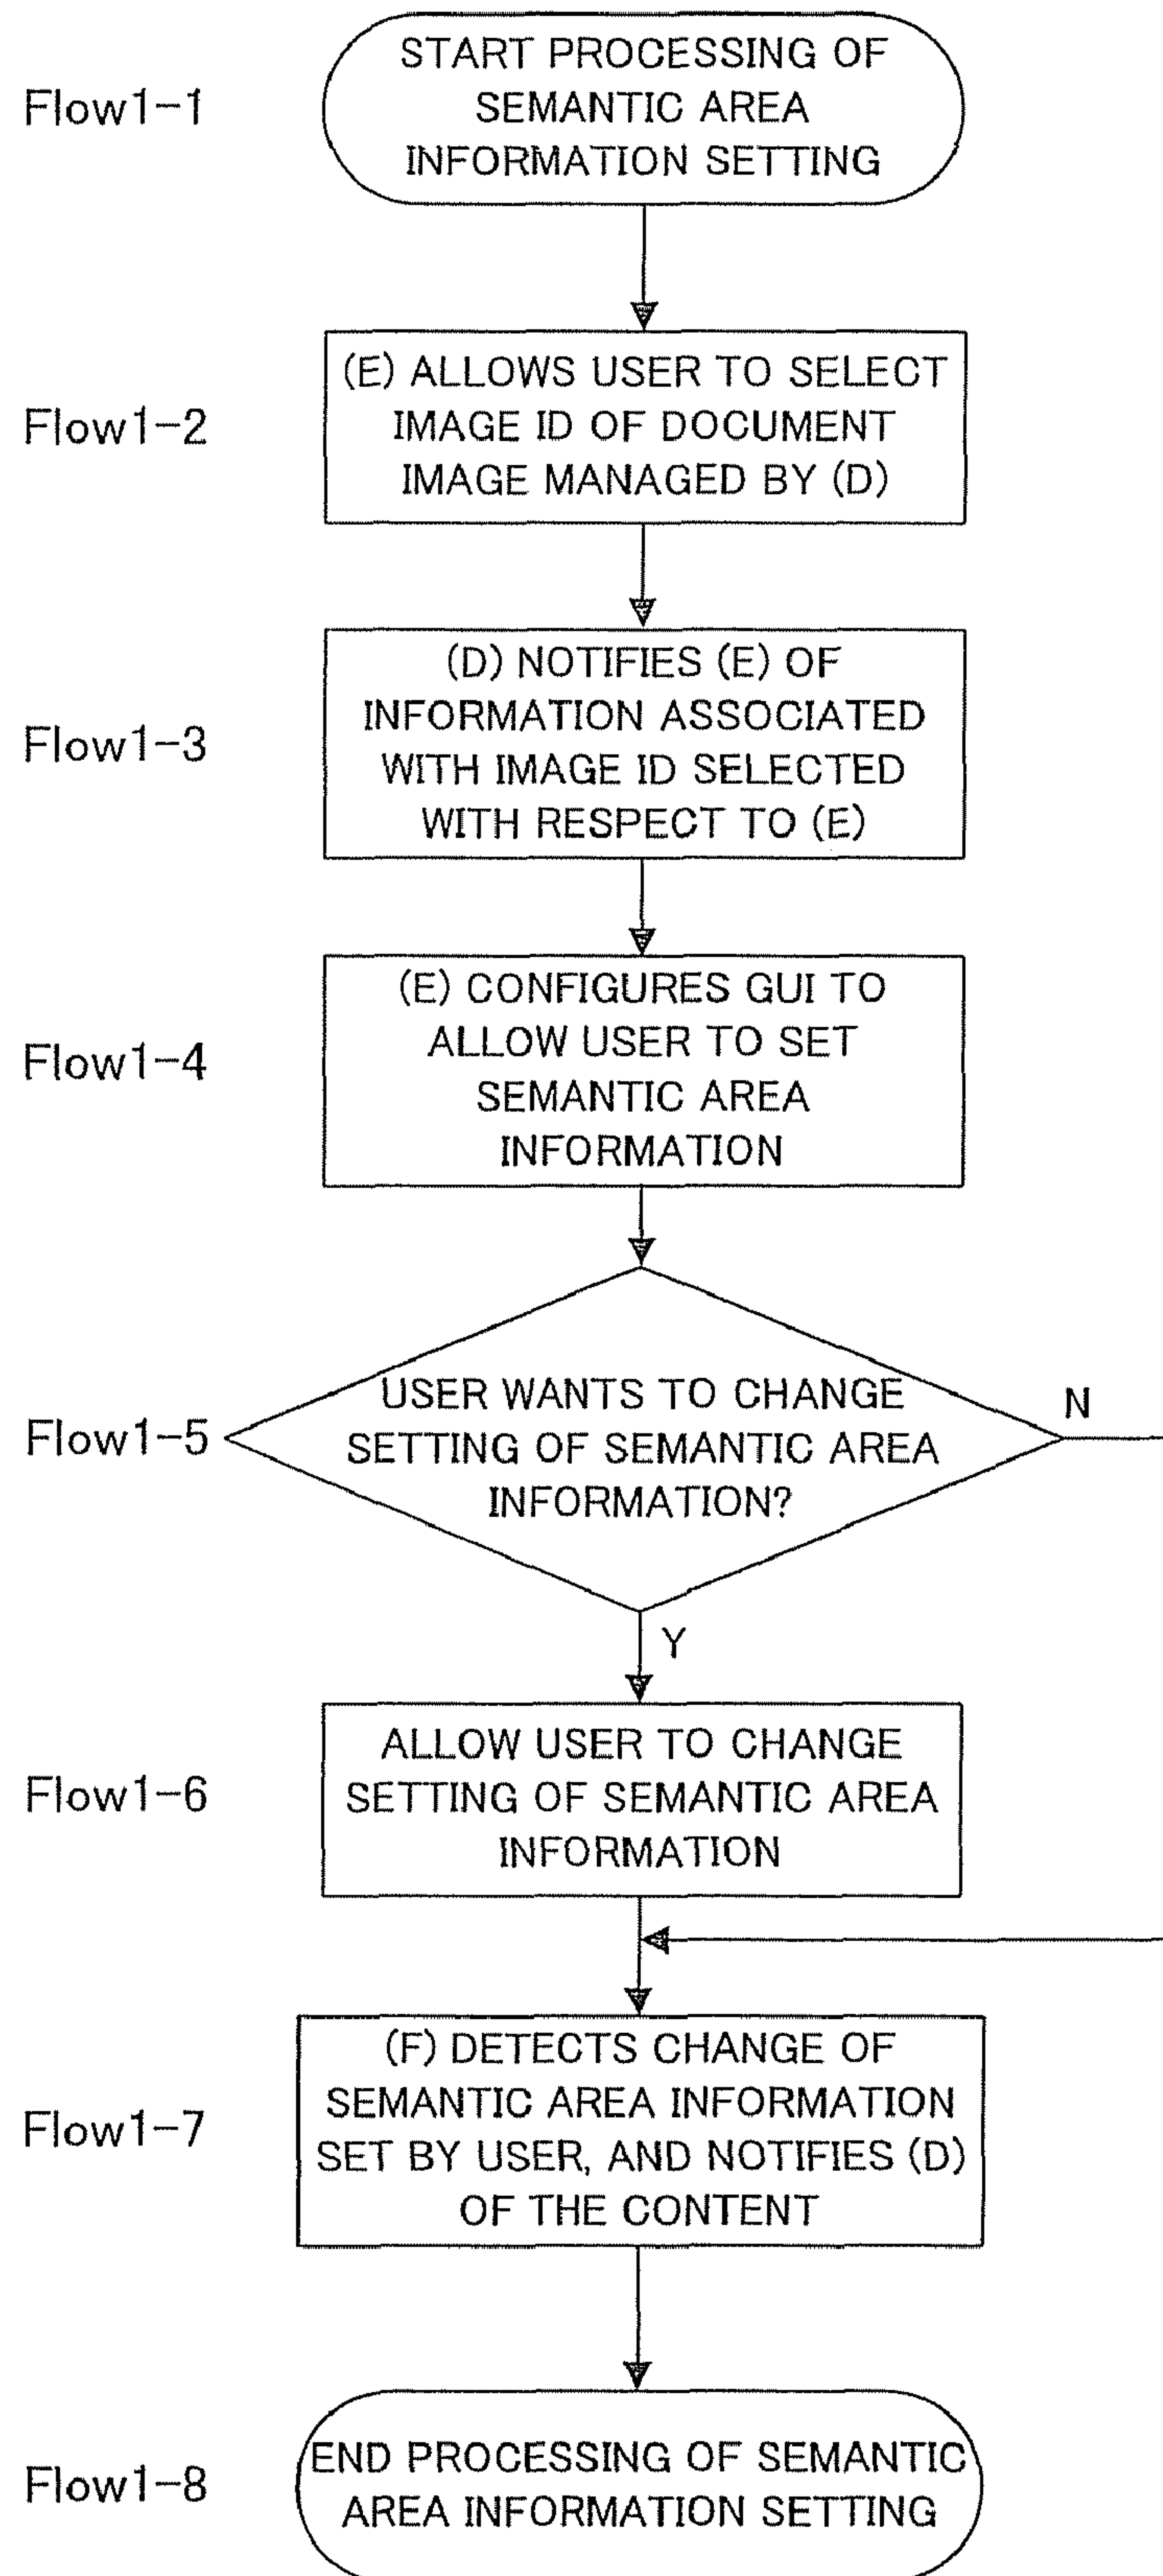 Flow1-1
START PROCESSING OF
SEMANTIC AREA
INFORMATION SETTING
Flow1-2
(E) ALLOWS USER TO SELECT
IMAGE ID OF DOCUMENT
IMAGE MANAGED BY (D)
Flow1-3
(D) NOTIFIES (E) OF
INFORMATION ASSOCIATED
WITH IMAGE ID SELECTED
WITH RESPECT TO (E)
Flow1-4
(E) CONFIGURES GUI TO
ALLOW USER TO SET
SEMANTIC AREA
INFORMATION
Flow1-5
USER WANTS TO CHANGE
SETTING OF SEMANTIC AREA
INFORMATION?
N
Y
Flow1-6
ALLOW USER TO CHANGE
SETTING OF SEMANTIC AREA
INFORMATION
Flow1-7
(F) DETECTS CHANGE OF
SEMANTIC AREA INFORMATION
SET BY USER, AND NOTIFIES (D)
OF THE CONTENT
Flow1-8
END PROCESSING OF SEMANTIC
AREA INFORMATION SETTING